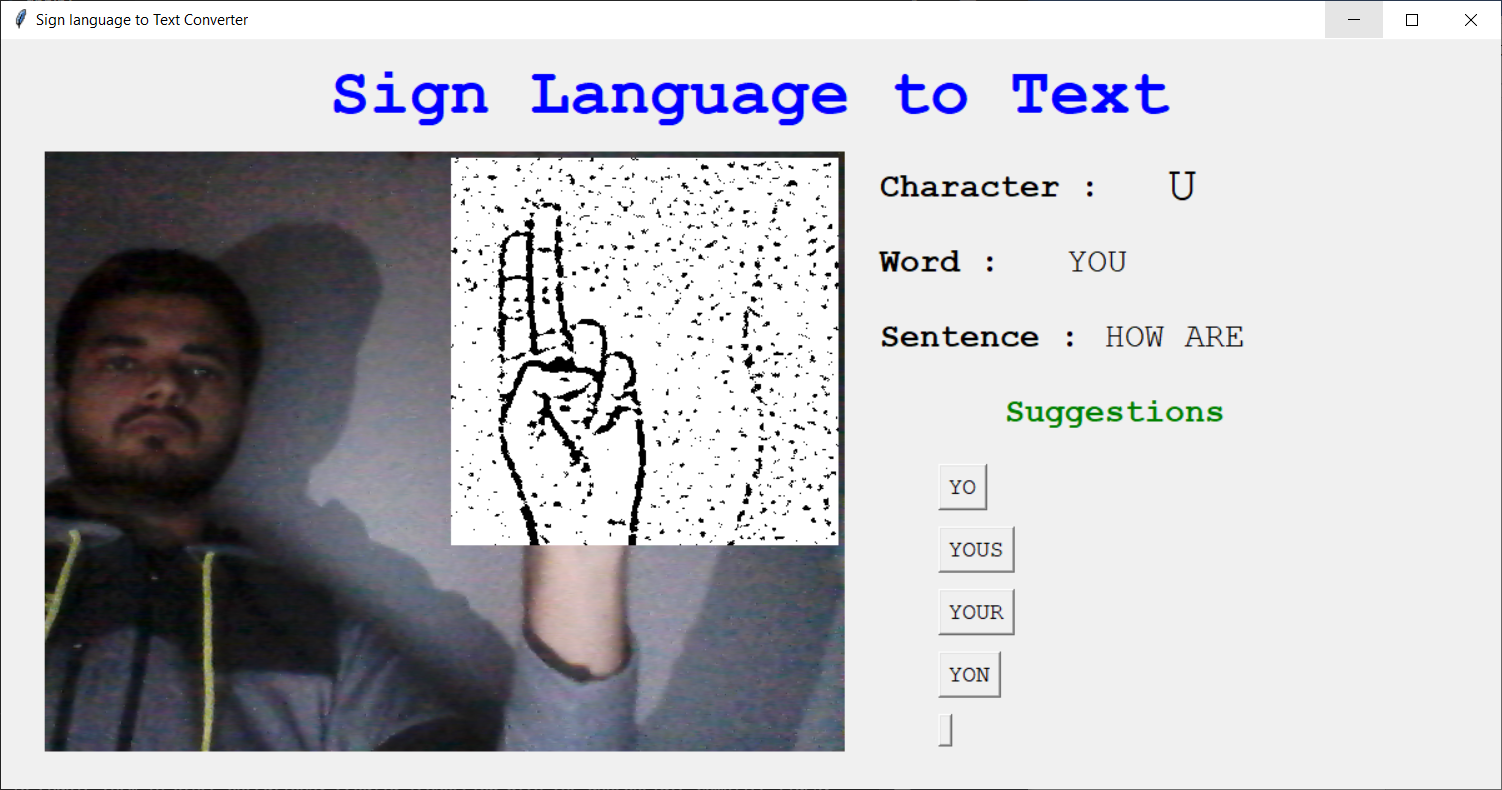 Sign language to Text Converter
Sign Language to Text
Character : U
Word : YOU
Sentence : HOW ARE
Suggestions
YO
YOUS
YOUR
YON